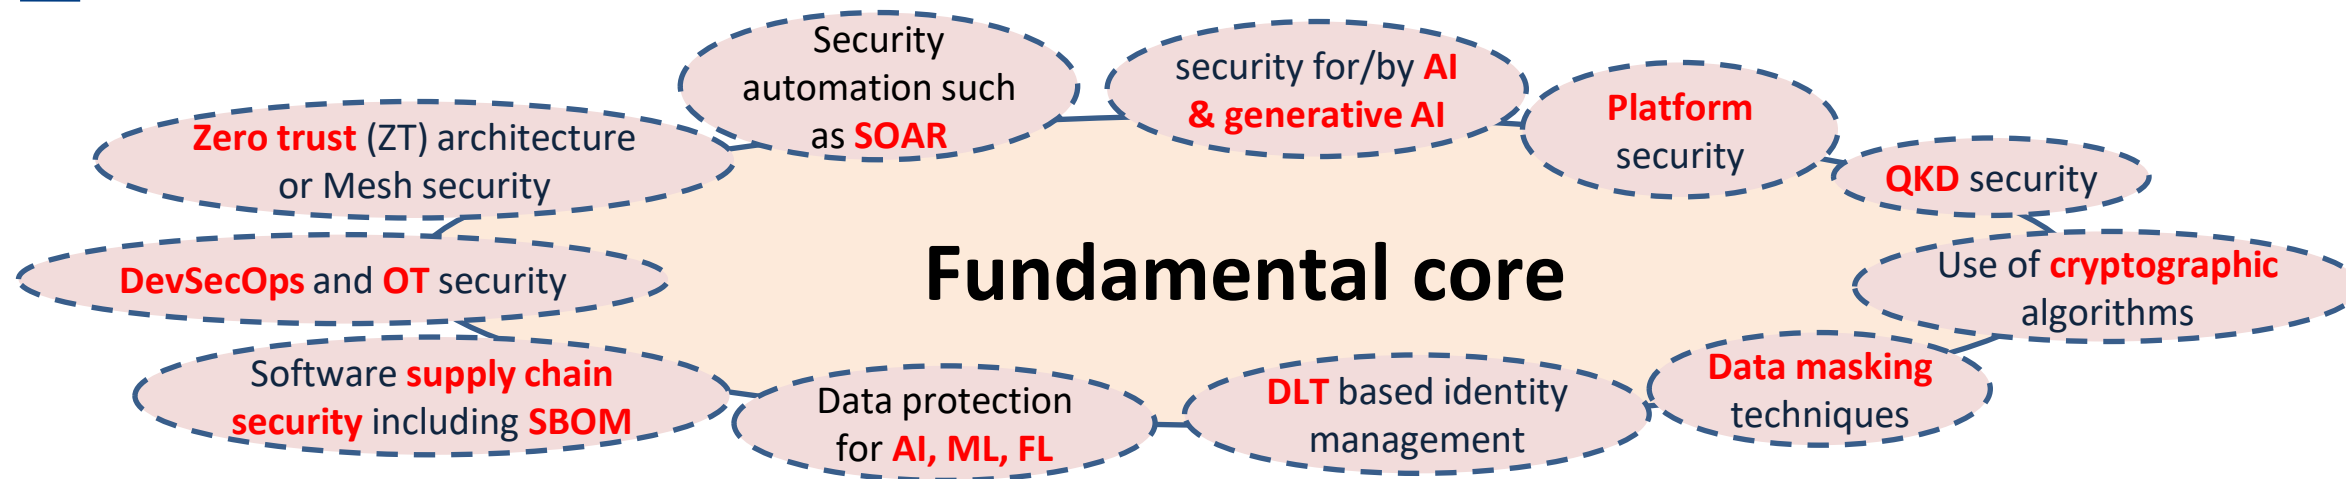 Security
automation such
as SOAR
security for/by AI
& generative AI
Platform
security
Zero trust (ZT) architecture
or Mesh security
QKD security
Fundamental core
DevSecOps and OT security
Use of cryptographic
algorithms
Software supply chain
security including SBOM
Data protection
for AI, ML, FL
DLT based identity
management
Data masking
techniques